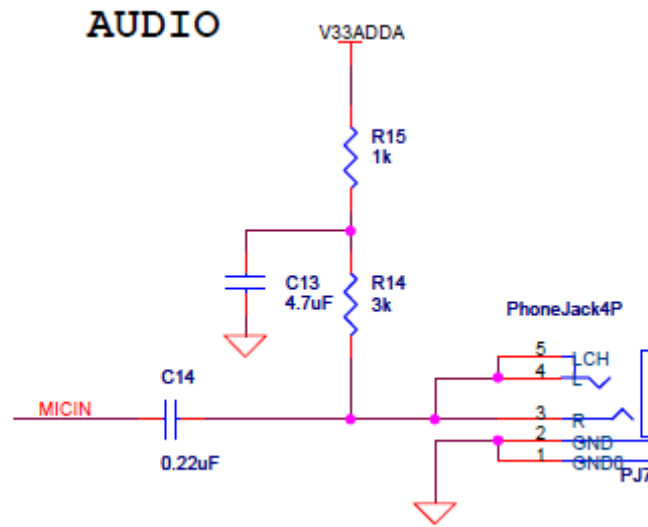 AUDIO
V33ADDA
R15
1k
C13
4.7uF
R14
3k
PhoneJack4P
5
LCH
4
L
C14
MICIN
3
R
2
GND
0.22uF
1
GND0
PJ7